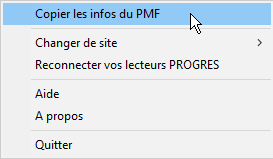 Copier les infos du PMF
Changer de site
Reconnecter vos lecteurs PROGRES
Aide
A propos
Quitter